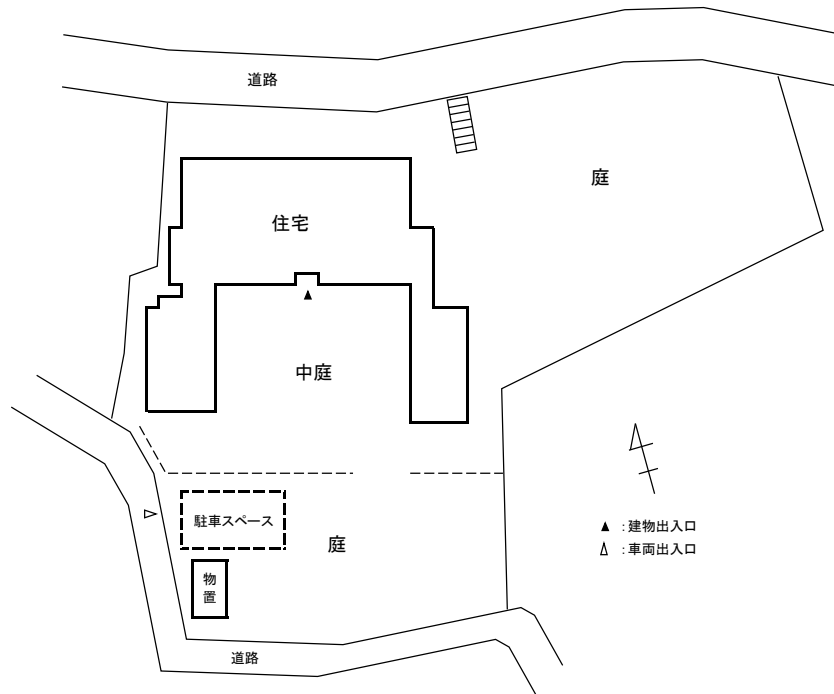 道路
庭
住宅
中庭
▲ : 建物出入口
△ : 車両出入口
駐車スペース
庭
物
置
道路